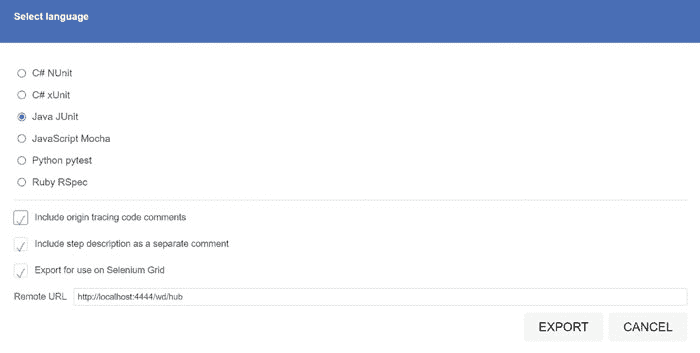 Select language
C# NUnit
C# xUnit
Java JUnit
JavaScript Mocha
Python pytest
Ruby RSpec
Include origin tracing code comments
Include step description as a separate comment
Export for use on Selenium Grid
Remote URL http://localhost:4444/wd/hub
EXPORT CANCEL